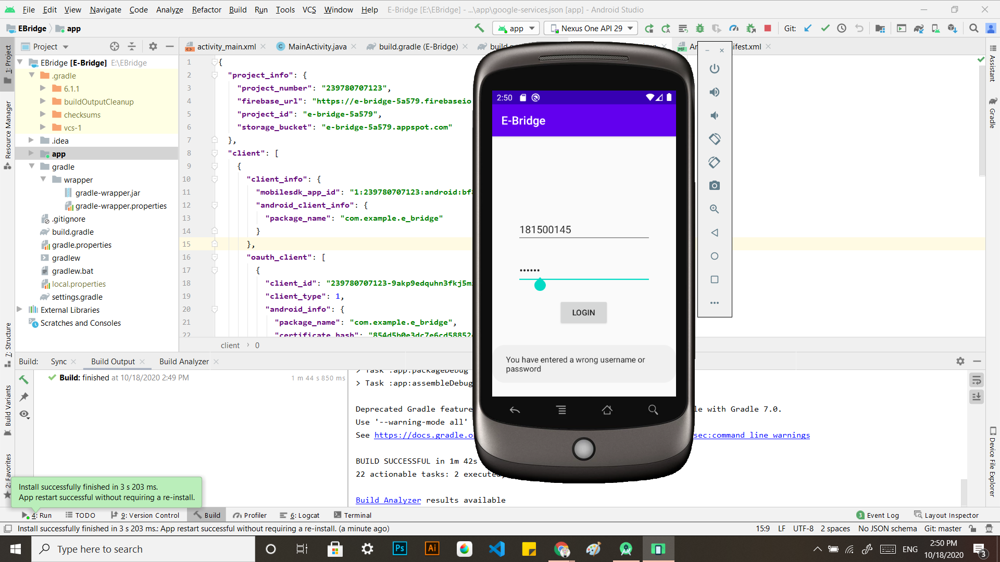 File Edit View Navigate Code Analyze Refactor Build Run Tools VCS Window Help E-Bridge [E:\EBridge] - ...\app\google-services.json [app] - Android Studio
EBridge app
app Nexus One API 29 Git:
Project
activity_main.xml MainActivity.java build.gradle (E-Bridge)
1: Project
Resource Manager
7: Structure
Build Variants
2: Favorites
EBridge [E-Bridge] E:\EBridge
.gradle
6.1.1
buildOutputCleanup
checksums
vcs-1
.idea
app
gradle
wrapper
gradle-wrapper.jar
gradle-wrapper.properties
.gitignore
build.gradle
gradle.properties
gradlew
gradlew.bat
local.properties
settings.gradle
External Libraries
Scratches and Consoles
1 {
2 "project_info": {
3 "project_number": "239780707123",
4 "firebase_url": "https://e-bridge-5a579.firebaseio
5 "project_id": "e-bridge-5a579",
6 "storage_bucket": "e-bridge-5a579.appspot.com"
7 },
8 "client": [
9 {
10 "client_info": {
11 "mobilesdk_app_id": "1:239780707123:android:bf8
12 "android_client_info": {
13 "package_name": "com.example.e_bridge"
14 }
15 },
16 "oauth_client": [
17 {
18 "client_id": "239780707123-9akp9edquhn3fkj5m
19 "client_type": 1,
20 "android_info": {
21 "package_name": "com.example.e_bridge",
22 "certificate_hash": "854d5b0e3dc7e6cd58852
client 0
2:50
E-Bridge
181500145
••••••
LOGIN
You have entered a wrong username or
password
Assistant
Gradle
Device File Explorer
Build: Sync Build Output Build Analyzer
Build: finished at 10/18/2020 2:49 PM 1 m 44 s 850 ms
> Task :app:packageDebug
> Task :app:assembleDebug
Deprecated Gradle le with Gradle 7.0.
Use '--warning-mode all'
See https://docs.gradle.o sec:command_line_warnings
BUILD SUCCESSFUL in 1m 42s
22 actionable tasks: 2 executed,
Build Analyzer results available
Install successfully finished in 3 s 203 ms.
App restart successful without requiring a re-install.
4: Run TODO 9: Version Control Build Profiler 6: Logcat Terminal 3 Event Log Layout Inspector
Install successfully finished in 3 s 203 ms.: App restart successful without requiring a re-install. (a minute ago) 15:9 LF UTF-8 2 spaces No JSON schema Git: master
Type here to search
Ps Ai
ENG
2:50 PM
10/18/2020
3